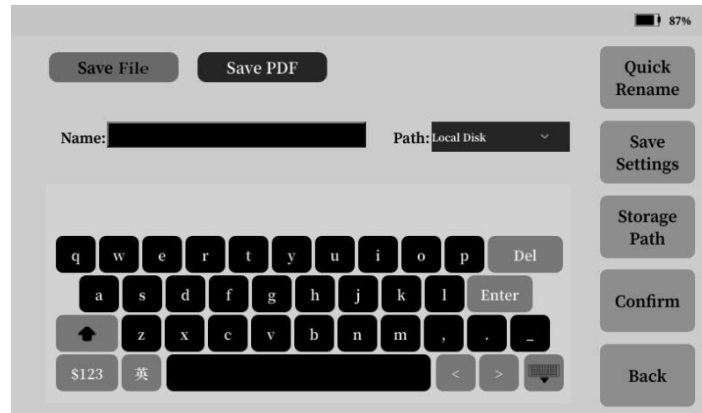 87%
Save File
Save PDF
Quick
Rename
Name:
Path:
Local Disk
Save
Settings
Storage
Path
q w e r t y u i o p Del
a s d f g h j k l Enter
Confirm
z x c v b n m , . _
$123 英 < >
Back